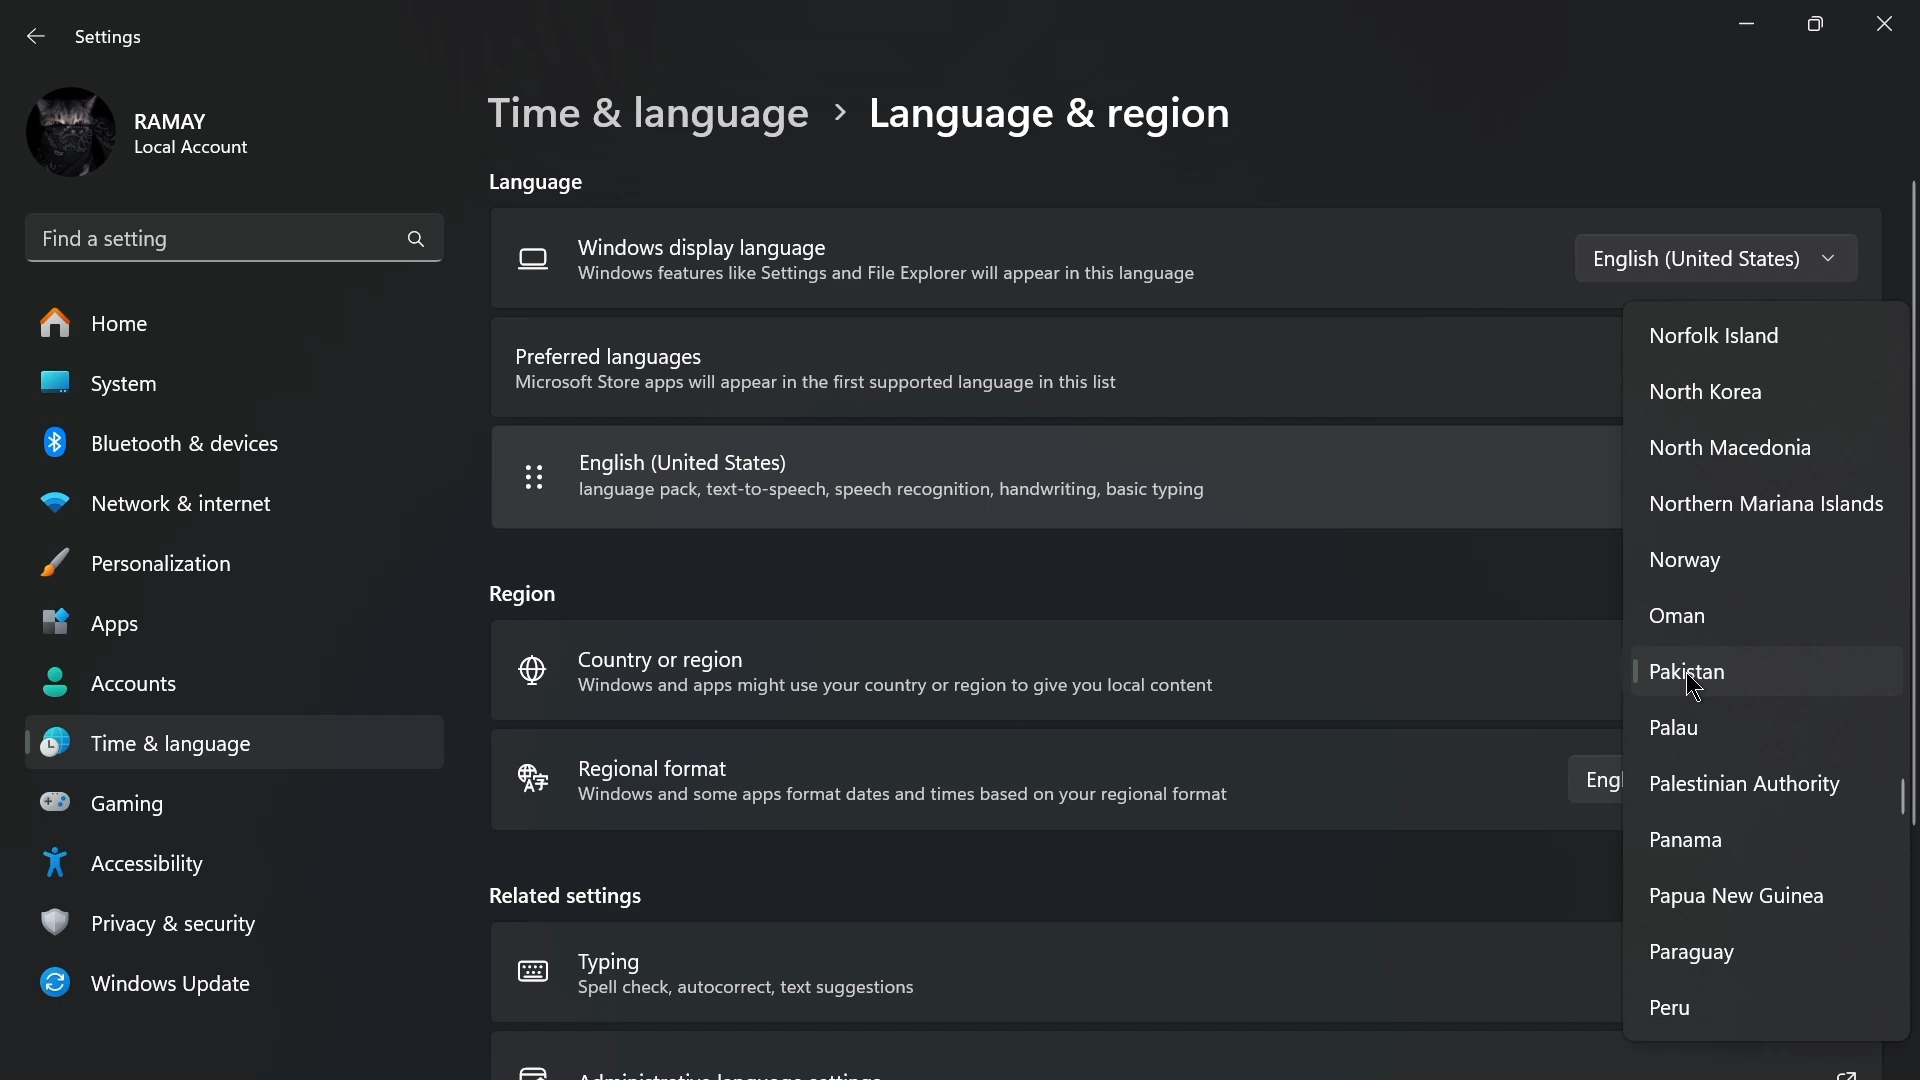 Settings
RAMAY
Local Account
Find a setting
Home
System
Bluetooth & devices
Network & internet
Personalization
Apps
Accounts
Time & language
Gaming
Accessibility
Privacy & security
Windows Update
Time & language > Language & region
Language
Windows display language
Windows features like Settings and File Explorer will appear in this language
English (United States)
Preferred languages
Microsoft Store apps will appear in the first supported language in this list
English (United States)
language pack, text-to-speech, speech recognition, handwriting, basic typing
Region
Country or region
Windows and apps might use your country or region to give you local content
Regional format
Windows and some apps format dates and times based on your regional format
Engl
Related settings
Typing
Spell check, autocorrect, text suggestions
Administrative language settings
Norfolk Island
North Korea
North Macedonia
Northern Mariana Islands
Norway
Oman
Pakistan
Palau
Palestinian Authority
Panama
Papua New Guinea
Paraguay
Peru